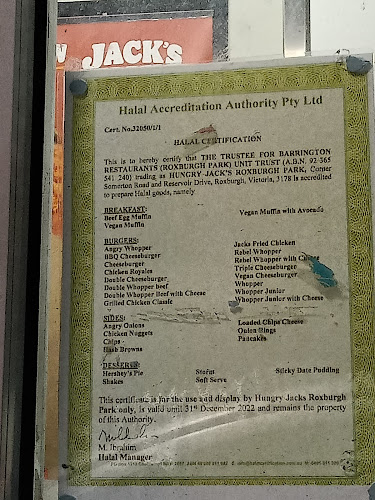 JACK'S
Halal Accreditation Authority Pty Ltd
Cert. No.32050/1/1
HALAL CERTIFICATION
This is to hereby certify that THE TRUSTEE FOR BARRINGTON
RESTAURANTS (ROXBURGH PARK) UNIT TRUST (A.B.N. 92 365
541 240) trading as HUNGRY JACK'S ROXBURGH PARK, Corner
Somerton Road and Reservoir Drive, Roxburgh, Victoria, 3178 is accredited
to prepare Halal goods, namely
BREAKFAST:
Beef Egg Muffin
Vegan Muffin with Avocado
Vegan Muffin
BURGERS:
Angry Whopper
Jacks Fried Chicken
BBQ Cheeseburger
Rebel Whopper
Cheeseburger
Rebel Whopper with Cheese
Chicken Royales
Triple Cheeseburger
Double Cheeseburger
Vegan Cheeseburger
Double Whopper beef
Whopper
Double Whopper Beef with Cheese
Whopper Junior
Grilled Chicken Classic
Whopper Junior with Cheese
SIDES:
Angry Onions
Loaded Chips Cheese
Chicken Nuggets
Onion Rings
Chips
Pancakes
Hash Browns
DESSERTS:
Hershey's Pie
Storm
Sticky Date Pudding
Shakes
Soft Serve
This certificate is for the use and display by Hungry Jacks Roxburgh
Park only, is valid until 31st December 2022 and remains the property
of this Authority.
M. Ibrahim
Halal Manager